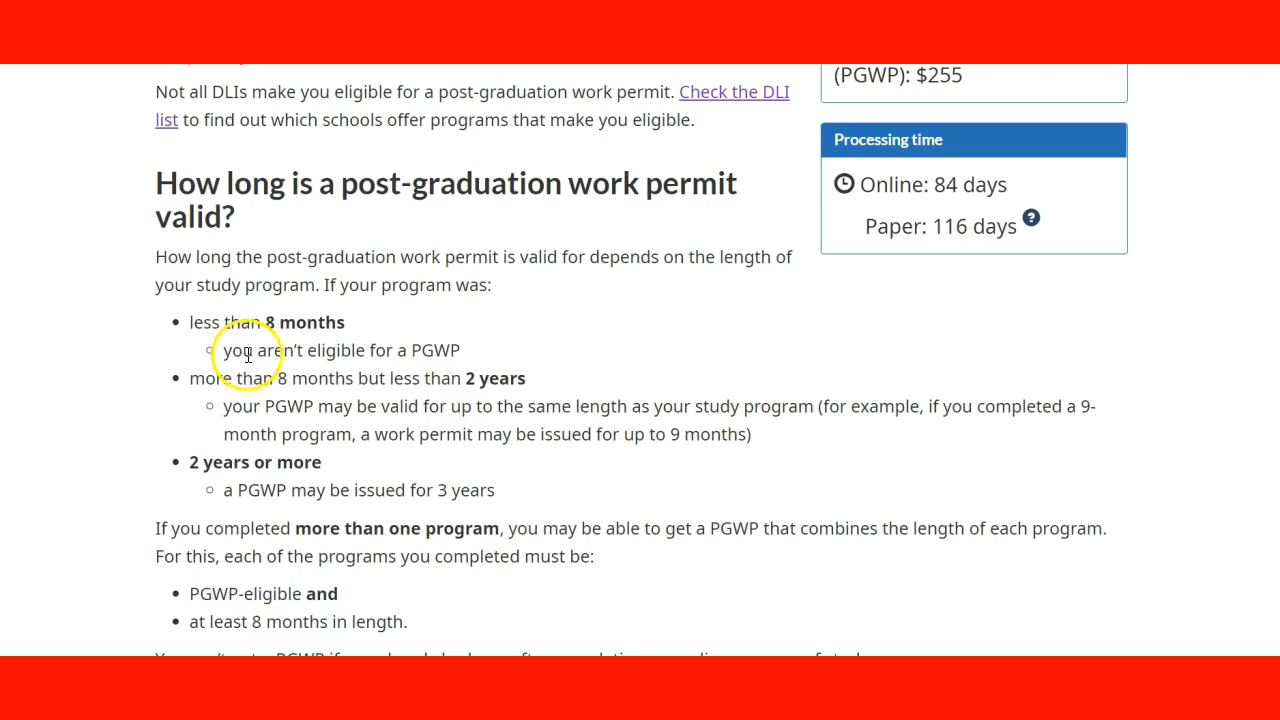 (PGWP): $255
Not all DLIs make you eligible for a post-graduation work permit. Check the DLI
list to find out which schools offer programs that make you eligible.
Processing time
Online: 84 days
Paper: 116 days ?
How long is a post-graduation work permit
valid?
How long the post-graduation work permit is valid for depends on the length of
your study program. If your program was:
• less than 8 months
◦ you aren't eligible for a PGWP
• more than 8 months but less than 2 years
◦ your PGWP may be valid for up to the same length as your study program (for example, if you completed a 9-
month program, a work permit may be issued for up to 9 months)
• 2 years or more
◦ a PGWP may be issued for 3 years
If you completed more than one program, you may be able to get a PGWP that combines the length of each program.
For this, each of the programs you completed must be:
• PGWP-eligible and
• at least 8 months in length.